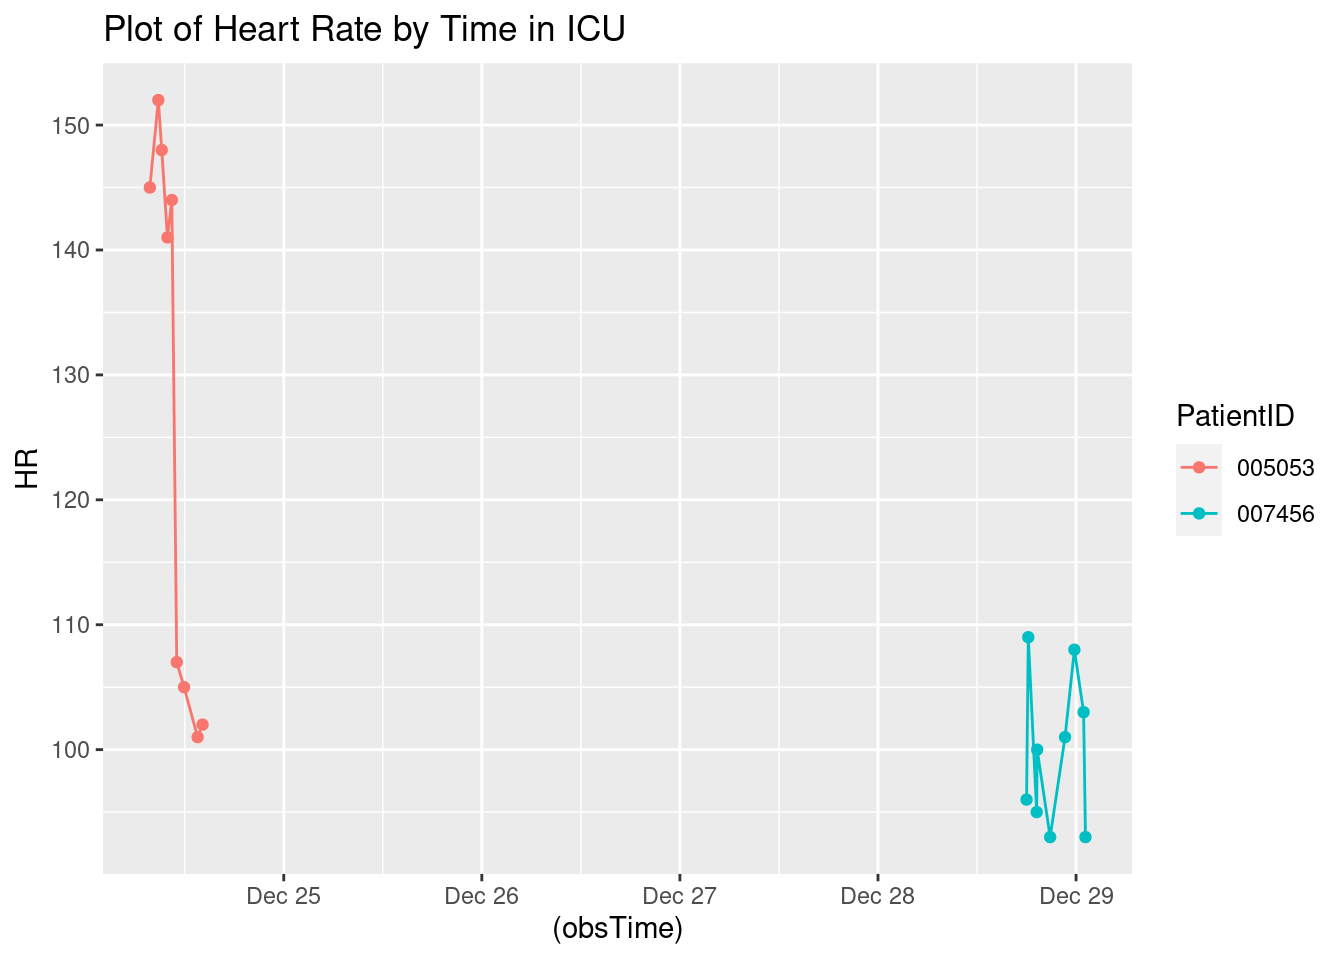 Plot of Heart Rate by Time in ICU
150
140
130
120
110
100
HR
Dec 25
Dec 26
Dec 27
Dec 28
Dec 29
(obsTime)
PatientID
005053
007456